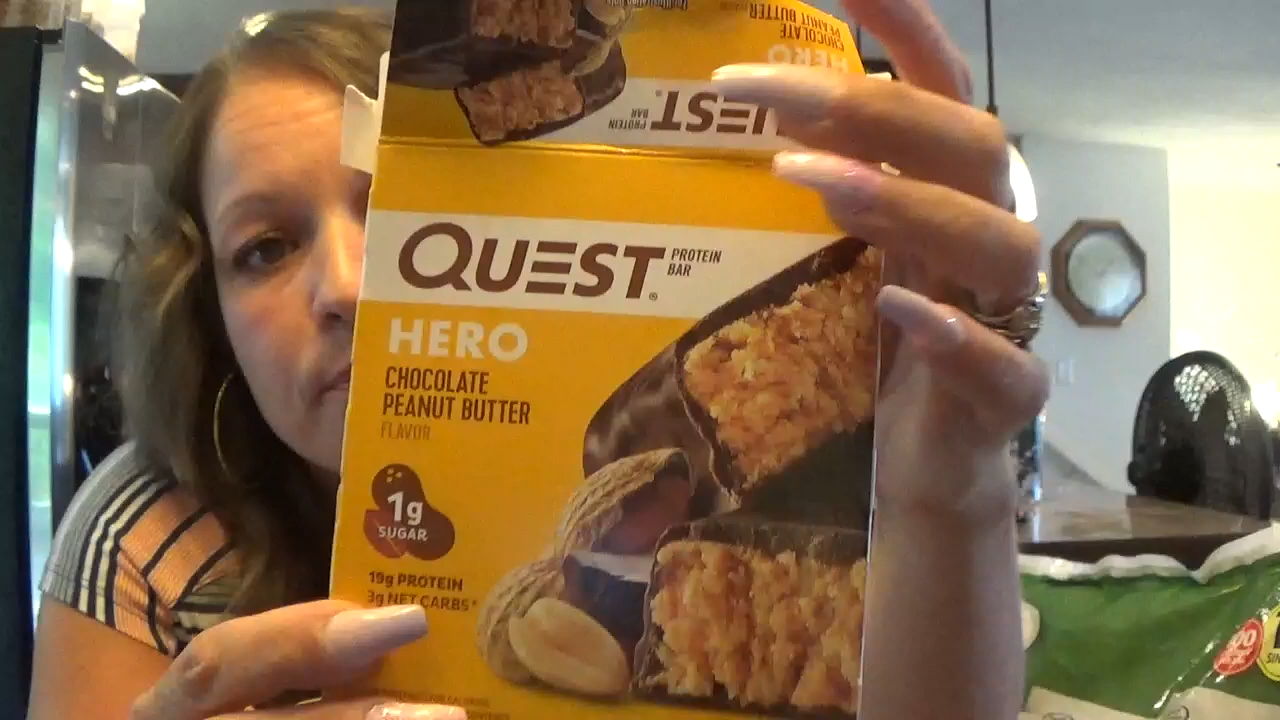 CHOCOLATE
PEANUT BUTTER
HERO
QUEST PROTEIN
BAR
QUEST® PROTEIN
BAR
HERO
CHOCOLATE
PEANUT BUTTER
FLAVOR
1g
SUGAR
19g PROTEIN
3g NET CARBS*